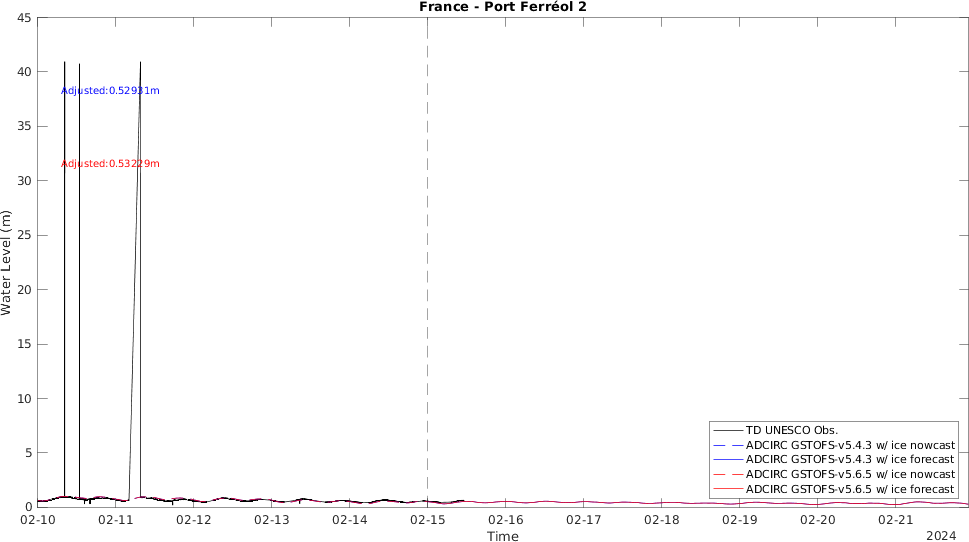 France - Port Ferréol 2
45
40
35
30
25
20
15
10
5
0
Water Level (m)
Adjusted:0.52931m
Adjusted:0.53229m
TD UNESCO Obs.
ADCIRC GSTOFS-v5.4.3 w/ ice nowcast
ADCIRC GSTOFS-v5.4.3 w/ ice forecast
ADCIRC GSTOFS-v5.6.5 w/ ice nowcast
ADCIRC GSTOFS-v5.6.5 w/ ice forecast
02-10 02-11 02-12 02-13 02-14 02-15 02-16 02-17 02-18 02-19 02-20 02-21
Time
2024